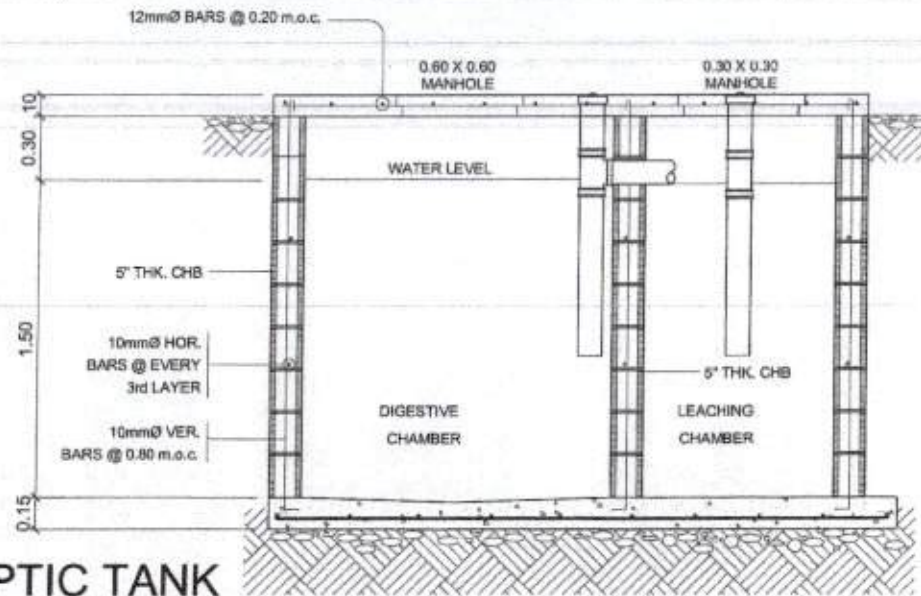 12mmØ BARS @ 0.20 m.o.c.
0.60 X 0.60
MANHOLE
0.30 X 0.30
MANHOLE
10
0.30
WATER LEVEL
5" THK. CHB
1.50
10mmØ HOR.
BARS @ EVERY
3rd LAYER
5" THK. CHB
DIGESTIVE
CHAMBER
LEACHING
CHAMBER
10mmØ VER.
BARS @ 0.80 m.o.c.
0.15
PTIC TANK